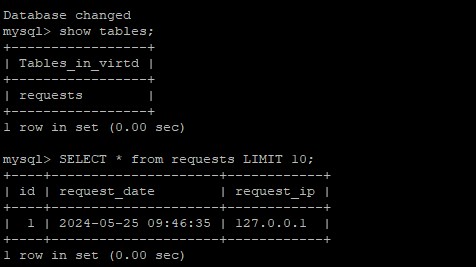 Database changed
mysql> show tables;
+-----------------+
| Tables_in_virtd |
+-----------------+
| requests        |
+-----------------+
1 row in set (0.00 sec)

mysql> SELECT * from requests LIMIT 10;
+----+---------------------+------------+
| id | request_date        | request_ip |
+----+---------------------+------------+
|  1 | 2024-05-25 09:46:35 | 127.0.0.1  |
+----+---------------------+------------+
1 row in set (0.00 sec)